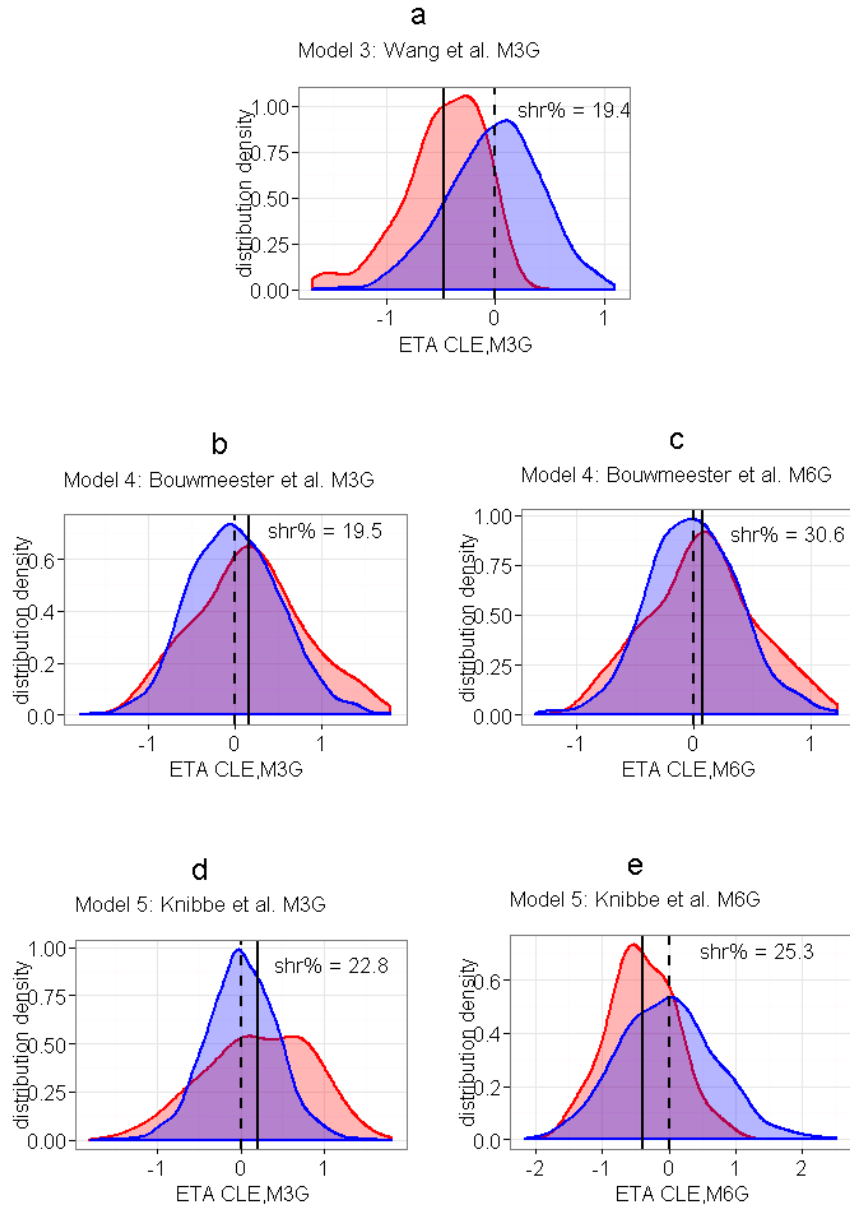 a
Model 3: Wang et al. M3G
distribution density
1.00
0.75
0.50
0.25
0.00
shr% = 19.4
-1
0
1
ETA CLE,M3G
b
Model 4: Bouwmeester et al. M3G
distribution density
0.6
0.4
0.2
0.0
shr% = 19.5
-1
0
1
ETA CLE,M3G
c
Model 4: Bouwmeester et al. M6G
distribution density
1.00
0.75
0.50
0.25
0.00
shr% = 30.6
-1
0
1
ETA CLE,M6G
d
Model 5: Knibbe et al. M3G
distribution density
1.00
0.75
0.50
0.25
0.00
shr% = 22.8
-1
0
1
ETA CLE,M3G
e
Model 5: Knibbe et al. M6G
distribution density
0.6
0.4
0.2
0.0
shr% = 25.3
-2
-1
0
1
2
ETA CLE,M6G